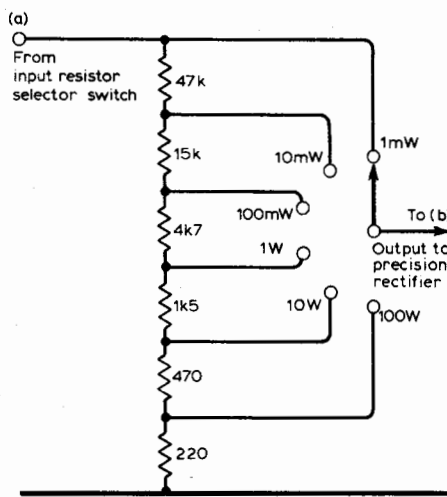 (a)
From
input resistor
selector switch
47k
15k
4k7
1k5
470
220
10mW
100mW
1W
10W
1mW
To (b
Output to
precision
rectifier
100W